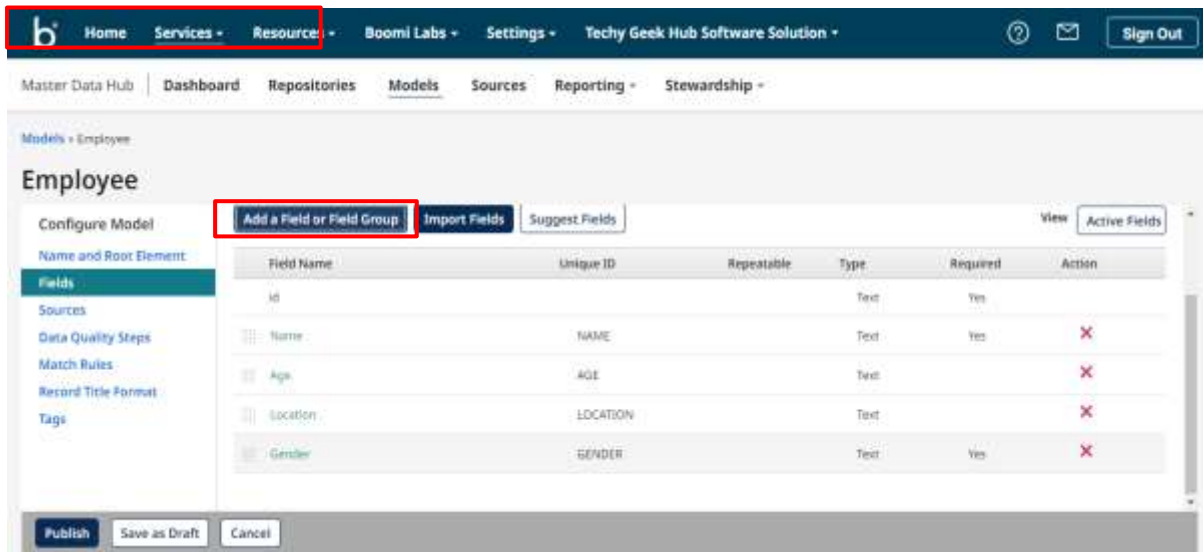 b Home Services Resources Boomi Labs Settings Techy Geek Hub Software Solution Sign Out
Master Data Hub Dashboard Repositories Models Sources Reporting Stewardship
Models » Employee
Employee
Configure Model
Name and Root Element
Fields
Sources
Data Quality Steps
Match Rules
Record Title Format
Tags
Add a Field or Field Group Import Fields Suggest Fields View Active Fields
Field Name Unique ID Repeatable Type Required Action
id Text Yes
Name NAME Text Yes
Age AGE Text
Location LOCATION Text
Gender GENDER Text Yes
Publish Save as Draft Cancel